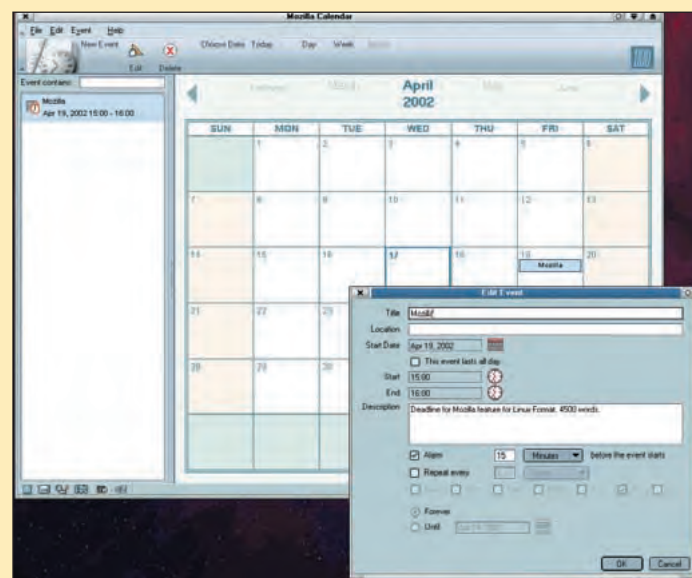 Mozilla Calendar
File Edit Event Help
New Event
Edit
Delete
Choose Date Today Day Week
Event contains:
Mozilla
Apr 19, 2002 15:00 - 16:00
April
2002
SUN MON TUE WED THU FRI SAT
1 2 3 4 5 6
7 8 9 10 11 12 13
14 15 16 17 18 19 20
Mozilla
21 22 23
28 29 30
Edit Event
Title Mozilla
Location
Start Date Apr 19, 2002
This event lasts all day
Start 15:00
End 16:00
Description Deadline for Mozilla feature for Linux Format. 4500 words.
Alarm 15 Minutes before the event starts
Repeat every
Forever
Until
OK Cancel